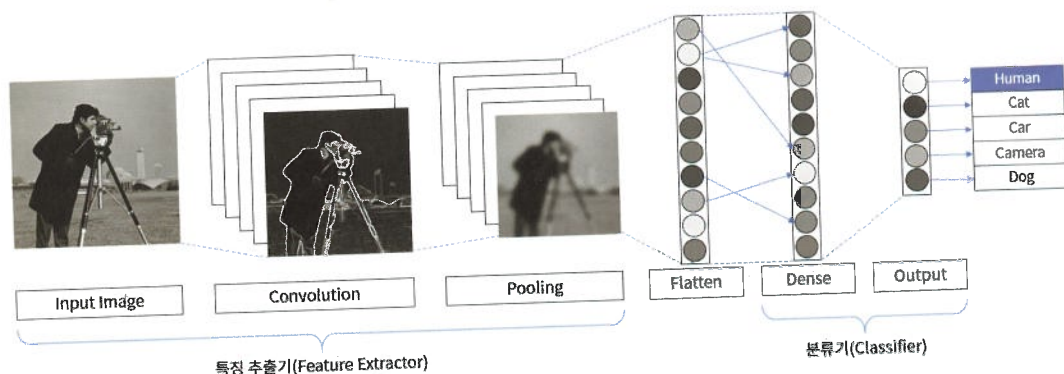 Human
Cat
Car
Camera
Dog
Input Image
Convolution
Pooling
Flatten
Dense
Output
특징 추출기(Feature Extractor)
분류기(Classifier)